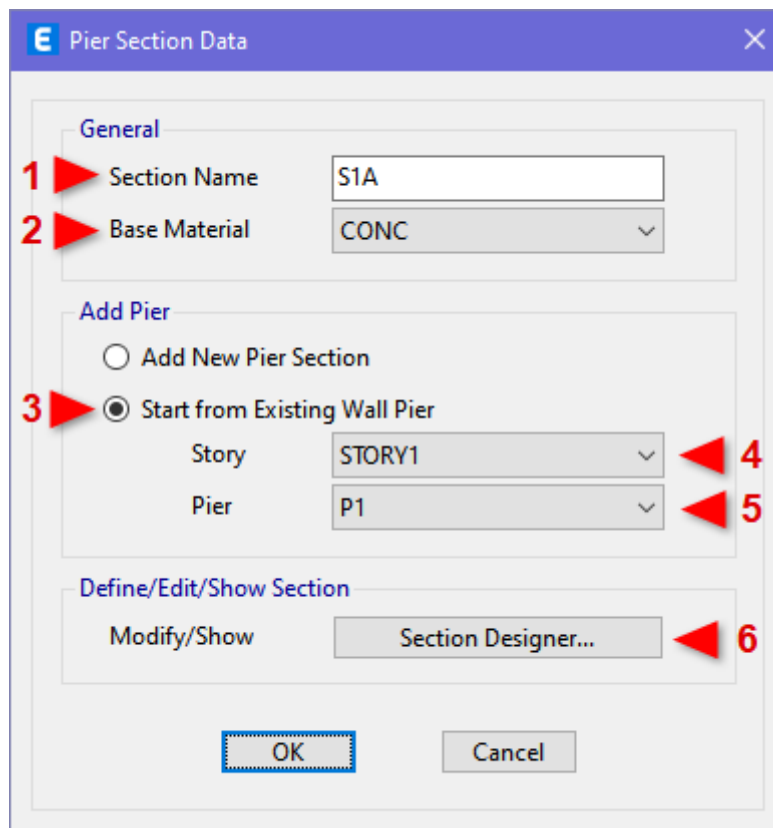 E Pier Section Data
General
1 Section Name S1A
2 Base Material CONC
Add Pier
Add New Pier Section
3 Start from Existing Wall Pier
Story STORY1 4
Pier P1 5
Define/Edit/Show Section
Modify/Show Section Designer... 6
OK Cancel